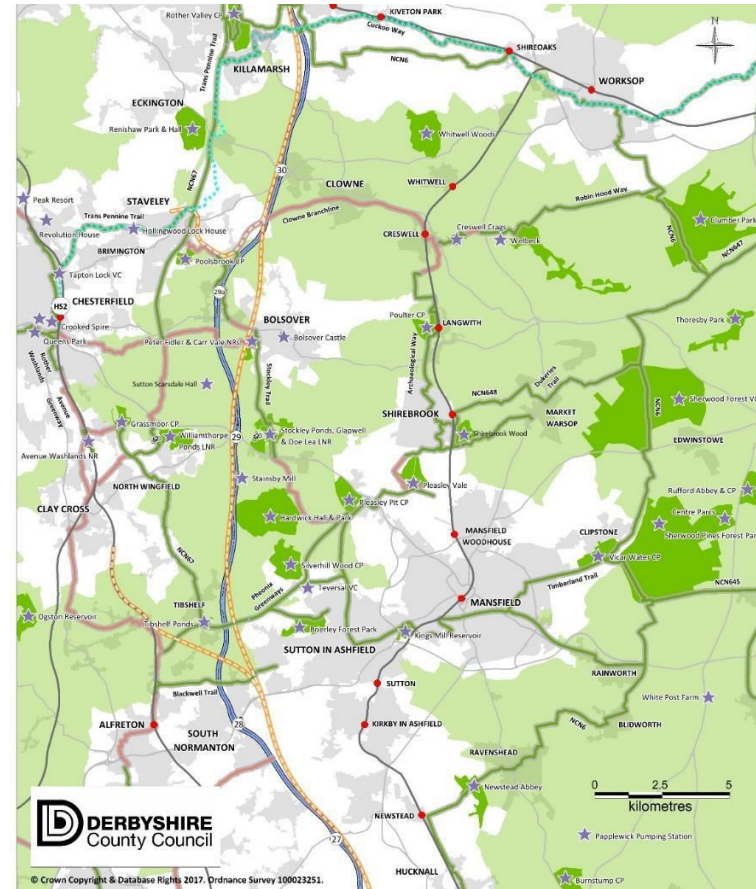 KIVETON PARK
Rother Valley CP
Cuckoo Way
N
SHIREOAKS
KILLAMARSH
Trans Pennine Trail
NCN6
WORKSOP
ECKINGTON
Renishaw Park & Hall
Whitwell Woods
30
CLOWNE
WHITWELL
NCN67
Peak Resort
STAVELEY
Robin Hood Way
Clumber Park
Trans Pennine Trail
Clowne Branchline
Revolution House
Hollingwood Lock House
CRESWELL
Creswell Crags
Welbeck
NCN6
NCN647
BRIMINGTON
Poolsbrook CP
Tapton Lock VC
29a
CHESTERFIELD
HS2
BOLSOVER
Poulter CP
LANGWITH
Thoresby Park
Crooked Spire
Queens Park
Peter Fidler & Carr Vale NRs
Bolsover Castle
Archaeological Way
Rother Washlands
Stockley Trail
Sutton Scarsdale Hall
Dukeries Trail
NCN648
Avenue Greenway
SHIREBROOK
MARKET WARSOP
NCN6
Sherwood Forest VC
Grassmoor CP
29
Williamthorpe Ponds LNR
Stockley Ponds, Glapwell & Doe Lea LNR
Shirebrook Wood
EDWINSTOWE
Avenue Washlands NR
Stainsby Mill
Pleasley Vale
NORTH WINGFIELD
Rufford Abbey & CP
CLAY CROSS
Pleasley Pit CP
Centre Parcs
Hardwick Hall & Park
MANSFIELD WOODHOUSE
CLIPSTONE
Sherwood Pines Forest Park
NCN67
Silverhill Wood CP
Vicar Water CP
Pheonix Greenways
Teversal VC
Timberland Trail
NCN645
TIBSHELF
MANSFIELD
Ogston Reservoir
Tibshelf Ponds
Brierley Forest Park
Kings Mill Reservoir
SUTTON IN ASHFIELD
RAINWORTH
Blackwell Trail
SUTTON
White Post Farm
ALFRETON
28
SOUTH NORMANTON
KIRKBY IN ASHFIELD
NCN6
BLIDWORTH
RAVENSHEAD
Newstead Abbey
0 2.5 5
kilometres
DERBYSHIRE
County Council
NEWSTEAD
27
Papplewick Pumping Station
HUCKNALL
© Crown Copyright & Database Rights 2017. Ordnance Survey 100023251.
Burnstump CP